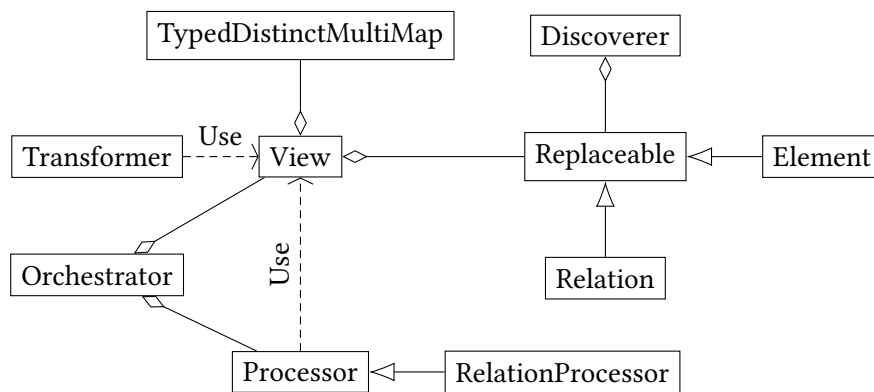 TypedDistinctMultiMap
Discoverer
Use
Transformer
View
Replaceable
Element
Orchestrator
Use
Relation
Processor
RelationProcessor